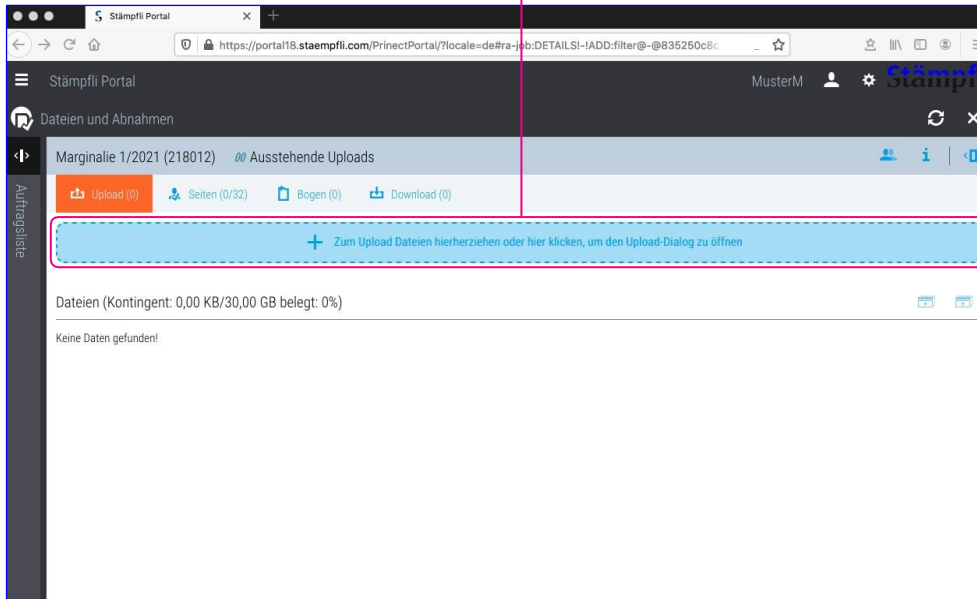 Stämpfli Portal
https://portal18.staempfli.com/PrinectPortal/?locale=de#ra-job:DETAILS!-!ADD:filter@-@835250c8c
Stämpfli Portal MusterM Stämpfl
Dateien und Abnahmen
Marginalie 1/2021 (218012) Ausstehende Uploads
Upload (0) Seiten (0/32) Bogen (0) Download (0)
Auftragsliste
Zum Upload Dateien hierherziehen oder hier klicken, um den Upload-Dialog zu öffnen
Dateien (Kontingent: 0,00 KB/30,00 GB belegt: 0%)
Keine Daten gefunden!